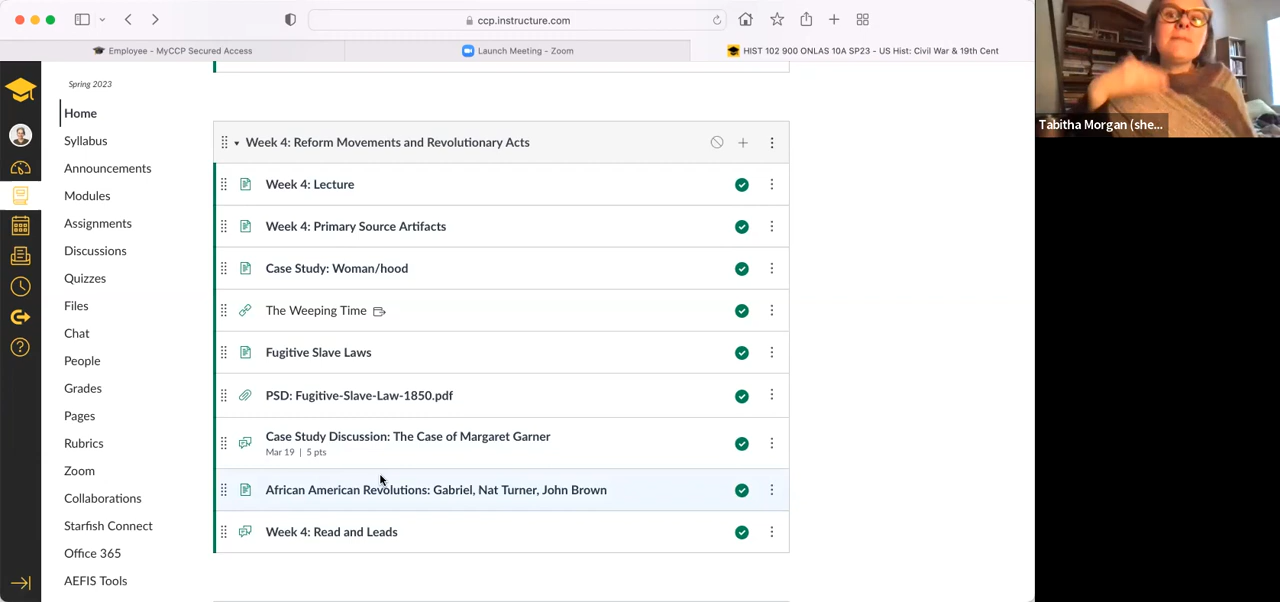 ccp.instructure.com
Employee - MyCCP Secured Access
Launch Meeting - Zoom
HIST 102 900 ONLAS 10A SP23 - US Hist: Civil War & 19th Cent
Spring 2023
Home
Syllabus
Announcements
Modules
Assignments
Discussions
Quizzes
Files
Chat
People
Grades
Pages
Rubrics
Zoom
Collaborations
Starfish Connect
Office 365
AEFIS Tools
Week 4: Reform Movements and Revolutionary Acts
Week 4: Lecture
Week 4: Primary Source Artifacts
Case Study: Woman/hood
The Weeping Time
Fugitive Slave Laws
PSD: Fugitive-Slave-Law-1850.pdf
Case Study Discussion: The Case of Margaret Garner
Mar 19 | 5 pts
African American Revolutions: Gabriel, Nat Turner, John Brown
Week 4: Read and Leads
Tabitha Morgan (she...